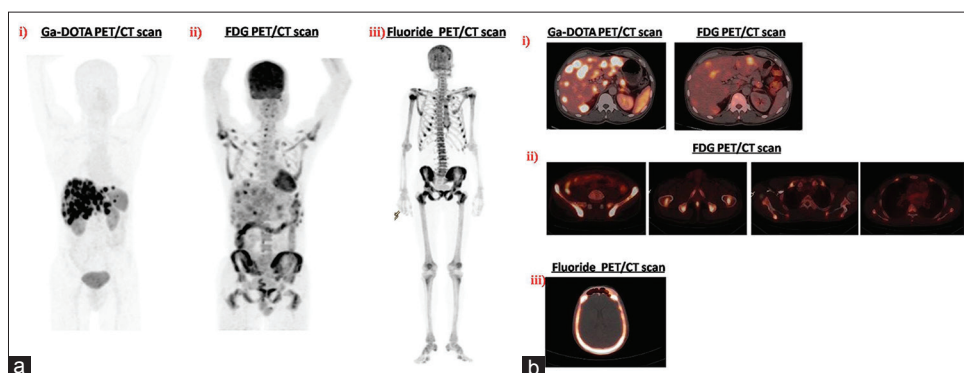 i) Ga-DOTA PET/CT scan
ii) FDG PET/CT scan
iii) Fluoride PET/CT scan
a
i) Ga-DOTA PET/CT scan
FDG PET/CT scan
ii) FDG PET/CT scan
iii) Fluoride PET/CT scan
b